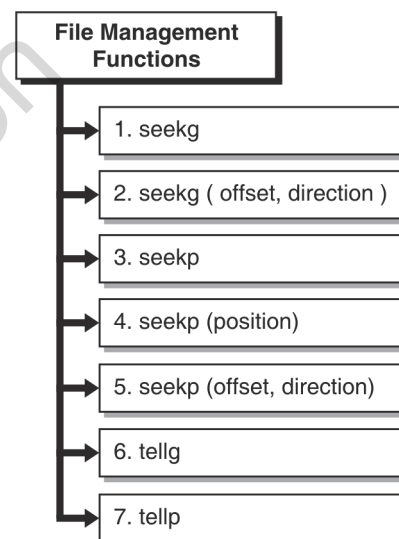 File Management
Functions
1. seekg
2. seekg ( offset, direction )
3. seekp
4. seekp (position)
5. seekp (offset, direction)
6. tellg
7. tellp